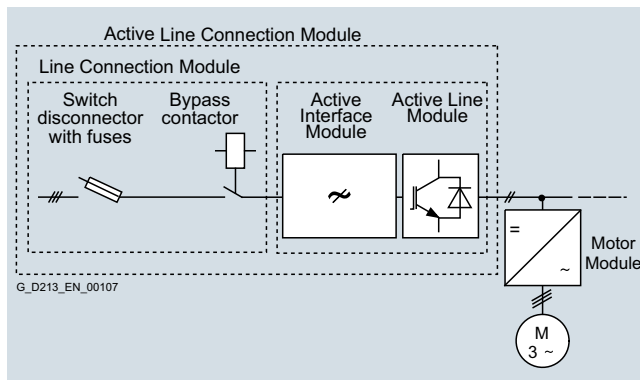 Active Line Connection Module
Line Connection Module
Switch
disconnector
with fuses
Bypass
contactor
Active
Interface
Module
Active Line
Module
=
~
Motor
Module
G_D213_EN_00107
M
3 ~